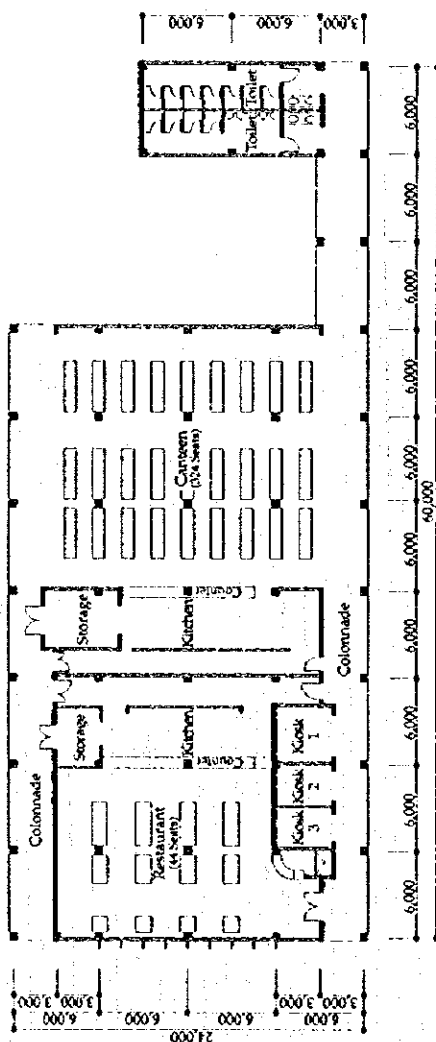 Colonnade
Storage
Kitchen
Counter
Restaurant
(44 Seats)
Kiosk
3
Kiosk
2
Kiosk
1
Storage
Kitchen
Counter
Canteen
(324 Seats)
Colonnade
Toilet
Toilet
3,000
3,000
6,000
6,000
6,000
6,000
24,000
6,000
6,000
3,000
6,000
6,000
6,000
6,000
6,000
6,000
6,000
6,000
6,000
6,000
60,000